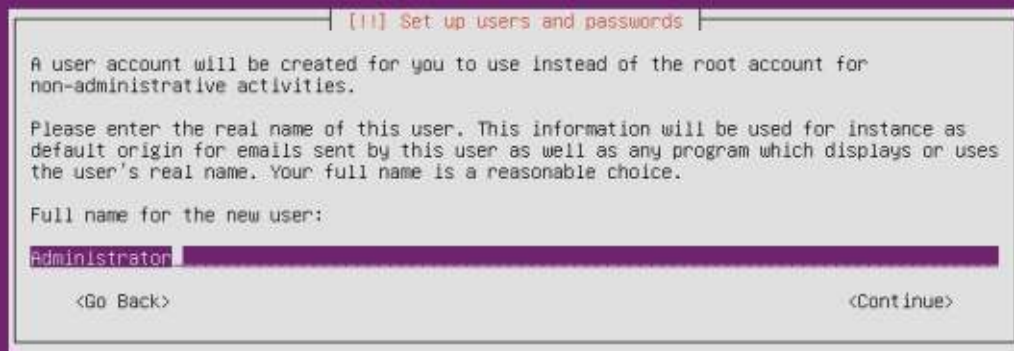 [!!] Set up users and passwords
A user account will be created for you to use instead of the root account for
non-administrative activities.
Please enter the real name of this user. This information will be used for instance as
default origin for emails sent by this user as well as any program which displays or uses
the user's real name. Your full name is a reasonable choice.
Full name for the new user:
Administrator
<Go Back> <Continue>